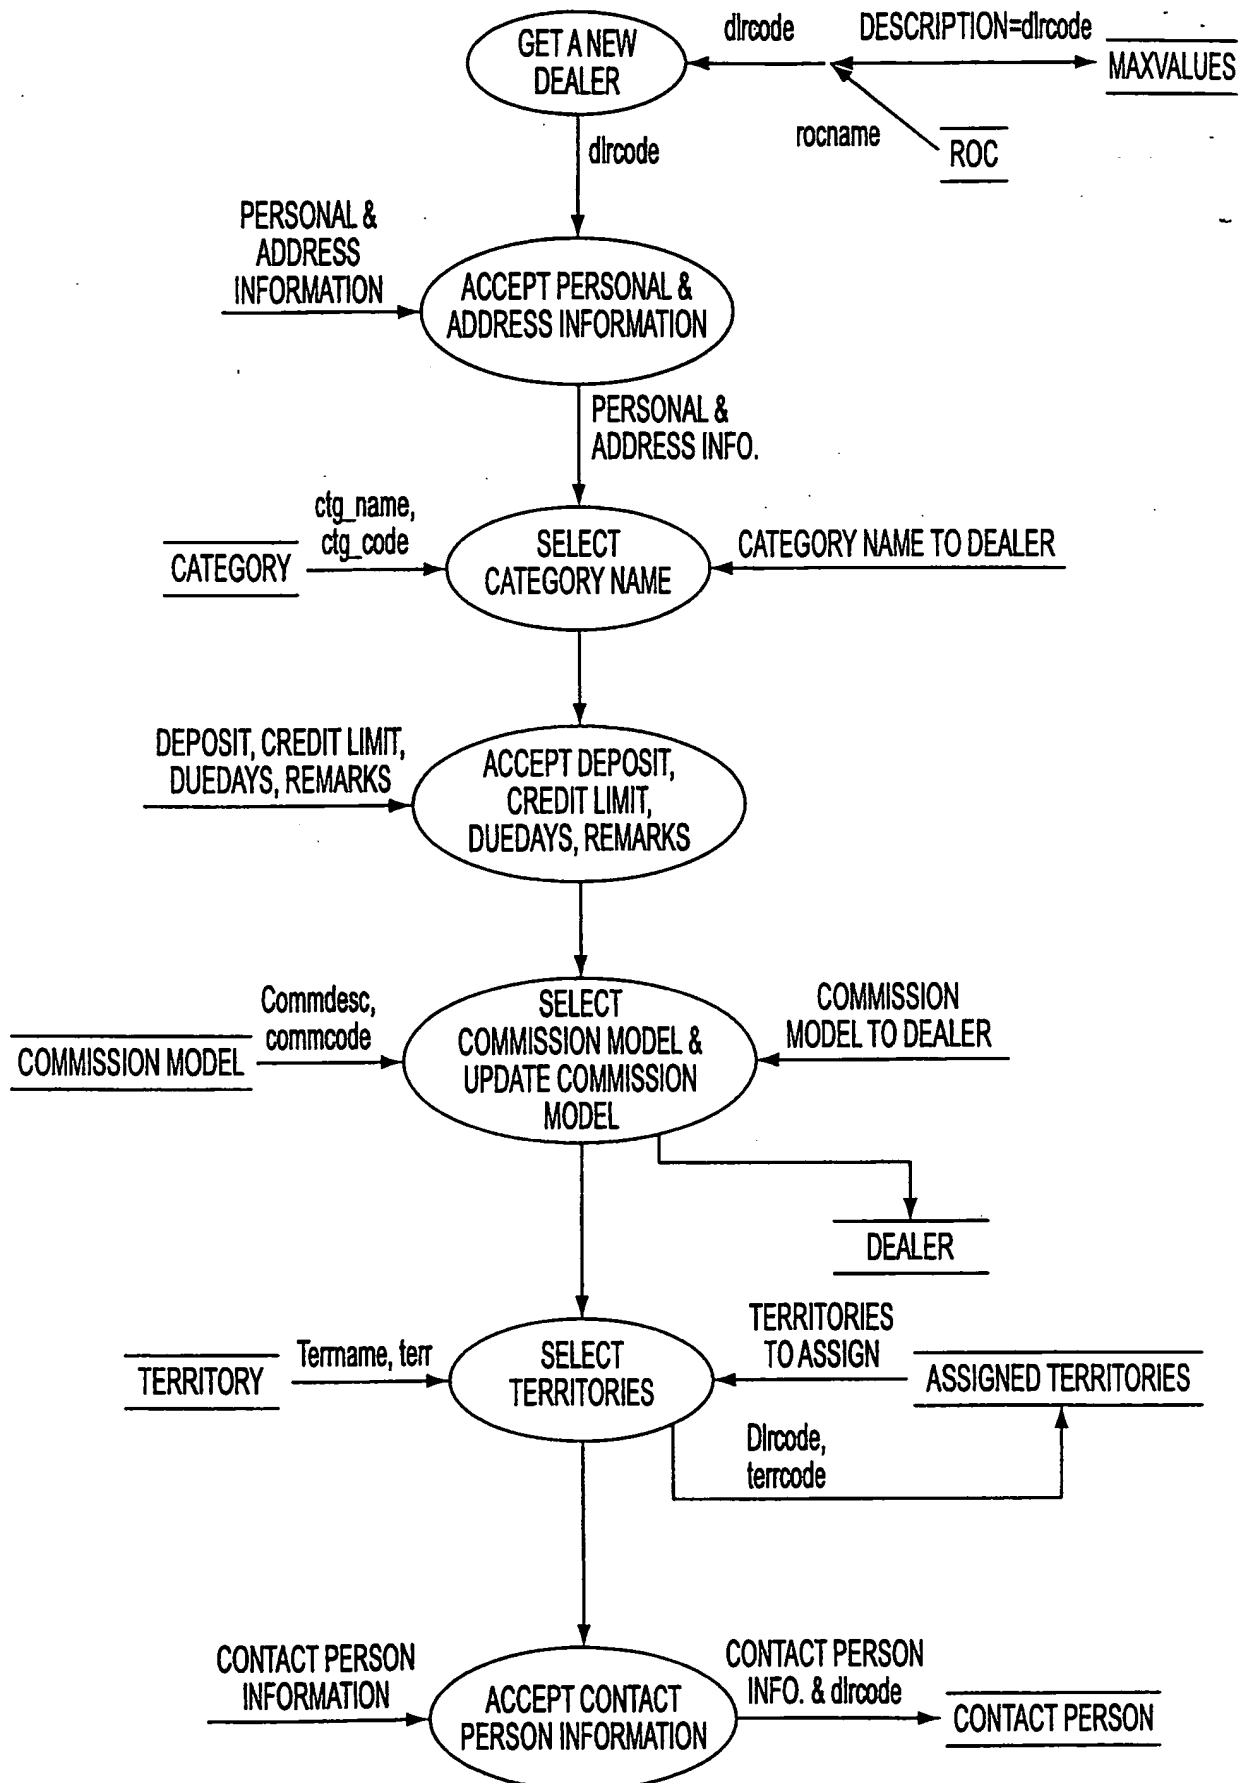 GET A NEW
DEALER
dlrcode
DESCRIPTION=dlrcode
MAXVALUES
rocname
ROC
dlrcode
PERSONAL &
ADDRESS
INFORMATION
ACCEPT PERSONAL &
ADDRESS INFORMATION
PERSONAL &
ADDRESS INFO.
ctg_name,
ctg_code
CATEGORY
SELECT
CATEGORY NAME
CATEGORY NAME TO DEALER
DEPOSIT, CREDIT LIMIT,
DUEDAYS, REMARKS
ACCEPT DEPOSIT,
CREDIT LIMIT,
DUEDAYS, REMARKS
Commdesc,
commcode
COMMISSION MODEL
SELECT
COMMISSION MODEL &
UPDATE COMMISSION
MODEL
COMMISSION
MODEL TO DEALER
DEALER
Terrname, terr
TERRITORY
SELECT
TERRITORIES
TERRITORIES
TO ASSIGN
ASSIGNED TERRITORIES
Dlrcode,
terrcode
CONTACT PERSON
INFORMATION
ACCEPT CONTACT
PERSON INFORMATION
CONTACT PERSON
INFO. & dlrcode
CONTACT PERSON